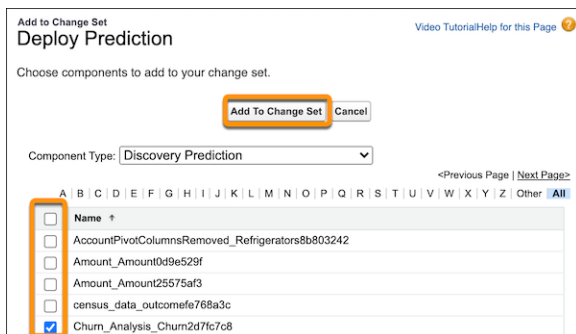 Add to Change Set
Deploy Prediction
Video Tutorial Help for this Page
Choose components to add to your change set.
Add To Change Set Cancel
Component Type: Discovery Prediction
<Previous Page | Next Page>
A | B | C | D | E | F | G | H | I | J | K | L | M | N | O | P | Q | R | S | T | U | V | W | X | Y | Z | Other All
Name ↑
AccountPivotColumnsRemoved_Refrigerators8b803242
Amount_Amount0d9e529f
Amount_Amount25575af3
census_data_outcomefe768a3c
Churn_Analysis_Churn2d7fc7c8